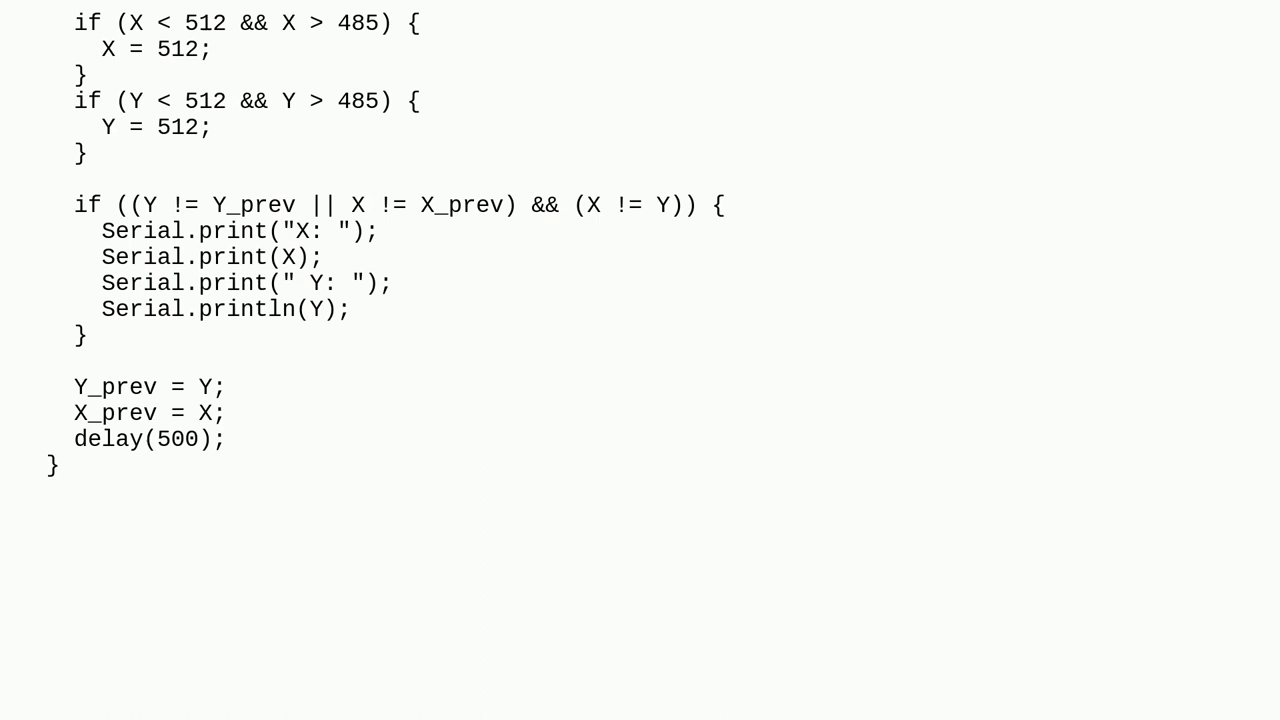 if (X < 512 && X > 485) {
X = 512;
}
if (Y < 512 && Y > 485) {
Y = 512;
}
if ((Y != Y_prev || X != X_prev) && (X != Y)) {
Serial.print("X: ");
Serial.print(X);
Serial.print(" Y: ");
Serial.println(Y);
}
Y_prev = Y;
X_prev = X;
delay(500);
}